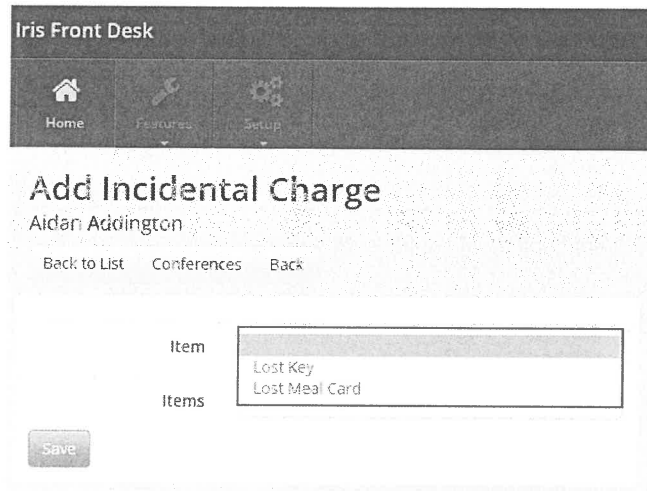 Iris Front Desk
Home Features Setup
Add Incidental Charge
Aidan Addington
Back to List Conferences Back
Item
Lost Key
Lost Meal Card
Items
Save